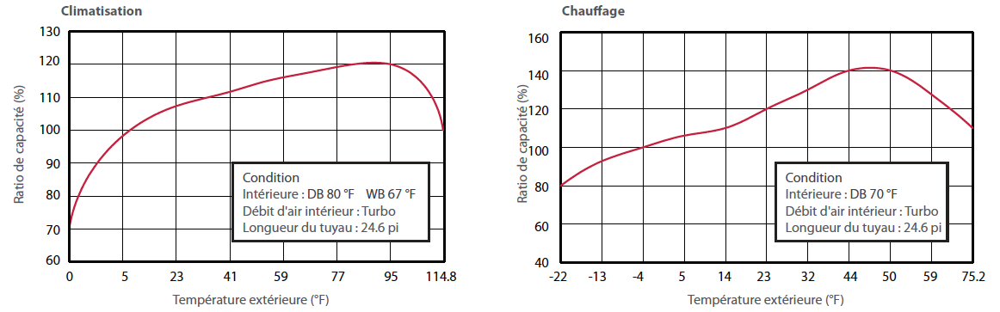 Climatisation
Ratio de capacité (%)
130
120
110
100
90
80
70
60
0 5 23 41 59 77 95 114.8
Température extérieure (°F)
Condition
Intérieure : DB 80 °F WB 67 °F
Débit d'air intérieur : Turbo
Longueur du tuyau : 24.6 pi
Chauffage
Ratio de capacité (%)
160
140
120
100
80
60
40
-22 -13 -4 5 14 23 32 44 50 59 75.2
Température extérieure (°F)
Condition
Intérieure : DB 70 °F
Débit d'air intérieur : Turbo
Longueur du tuyau : 24.6 pi